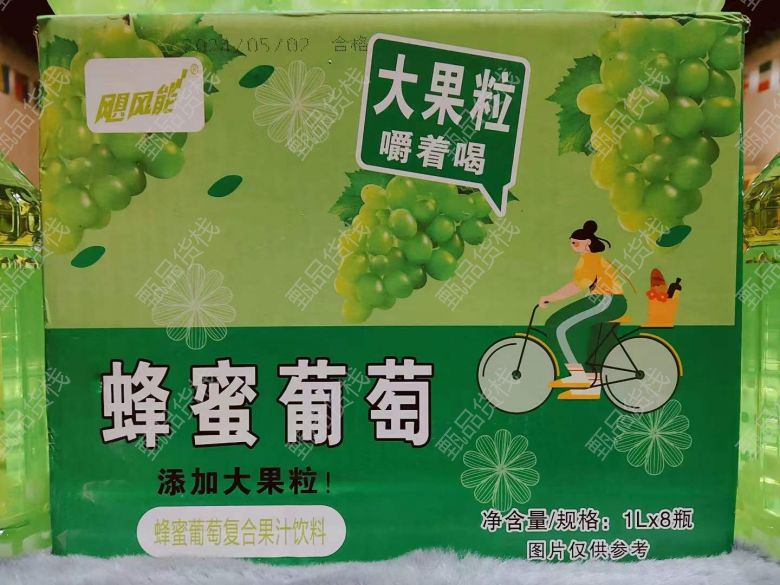 2024/05/02 合格
飓风能®
大果粒
嚼着喝
蜂蜜葡萄
添加大果粒!
蜂蜜葡萄复合果汁饮料
净含量/规格：1Lx8瓶
图片仅供参考
甄品货栈